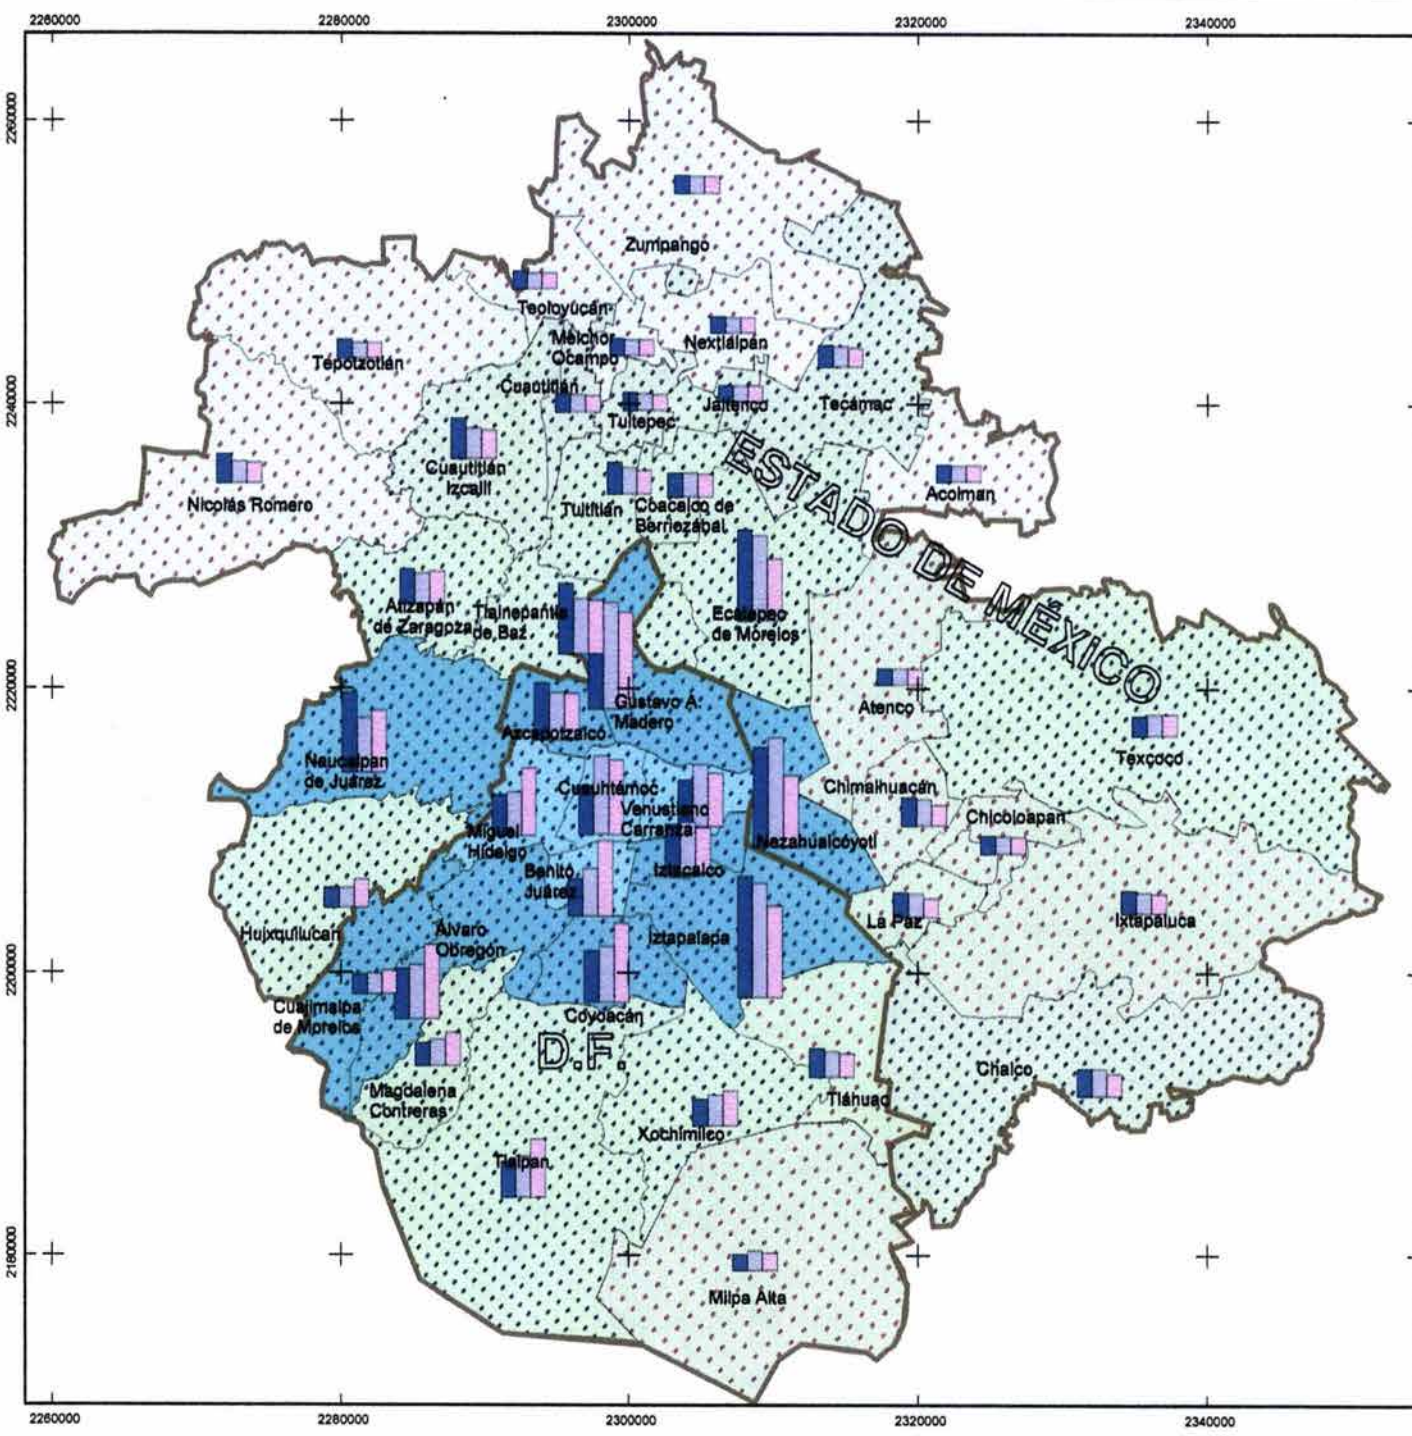 2260000
2280000
2300000
2320000
2340000
2260000
Zumpango
Teoloyucán
Melchor
Ocampo
Nextlalpan
Tepotzotlán
2240000
Cuautitlán
Tultepec
Jaltenco
Tecámac
ESTADO DE MÉXICO
Cuautitlán
Izcalli
Acolman
Nicolás Romero
Tultitlán
Coacalco de
Berriozábal
Atizapán
de Zaragoza
Tlalnepantla
de Baz
Ecatepec
de Morelos
2220000
Gustavo A.
Madero
Atenco
Azcapotzalco
Texcoco
Naucalpan
de Juárez
Cuauhtémoc
Venustiano
Carranza
Chimalhuacán
Chicoloapan
Miguel
Hidalgo
Nezahualcóyotl
Benito
Juárez
Iztacalco
Huixquilucan
Alvaro
Obregón
Iztapalapa
La Paz
Ixtapaluca
2200000
Cuajimalpa
de Morelos
Coyoacán
D.F.
Magdalena
Contreras
Tláhuac
Chalco
Xochimilco
Tlalpan
2180000
Milpa Alta
2260000
2280000
2300000
2320000
2340000